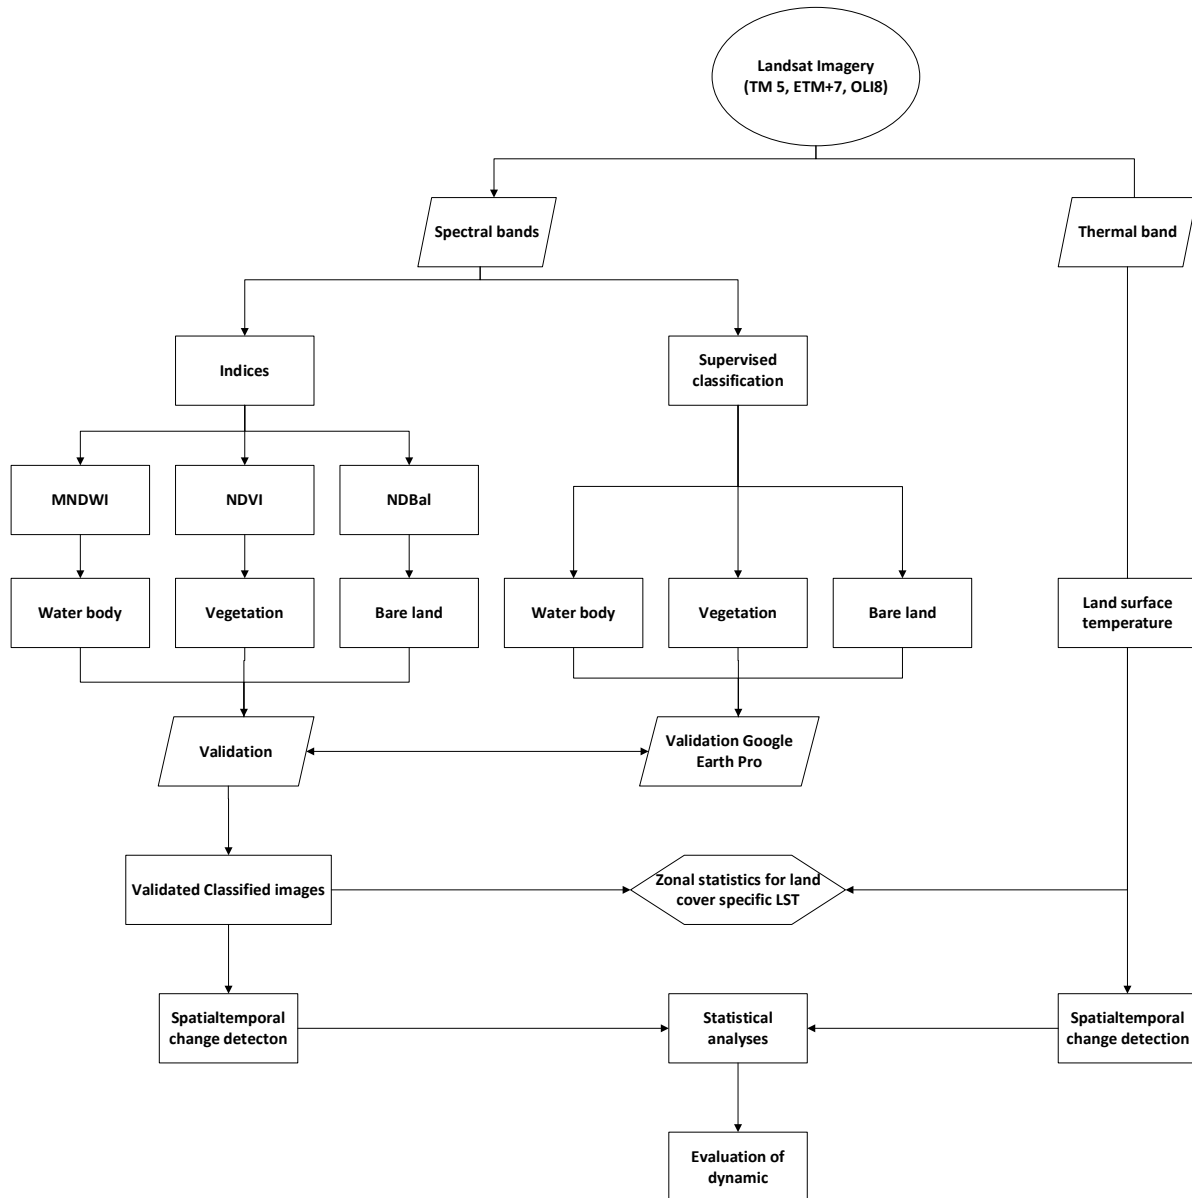 Landsat Imagery
(TM 5, ETM+7, OLI8)
Spectral bands
Thermal band
Indices
Supervised
classification
MNDWI
NDVI
NDBal
Water body
Vegetation
Bare land
Water body
Vegetation
Bare land
Land surface
temperature
Validation
Validation Google
Earth Pro
Validated Classified images
Zonal statistics for land
cover specific LST
Spatialtemporal
change detecton
Statistical
analyses
Spatialtemporal
change detection
Evaluation of
dynamic